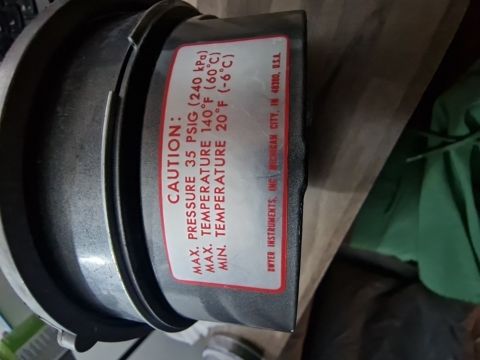 CAUTION:
MAX. PRESSURE 35 PSIG (240 kPa)
MAX. TEMPERATURE 140°F (60°C)
MIN. TEMPERATURE 20°F (-6°C)
DWYER INSTRUMENTS, INC. MICHIGAN CITY, IN 46360, U.S.A.